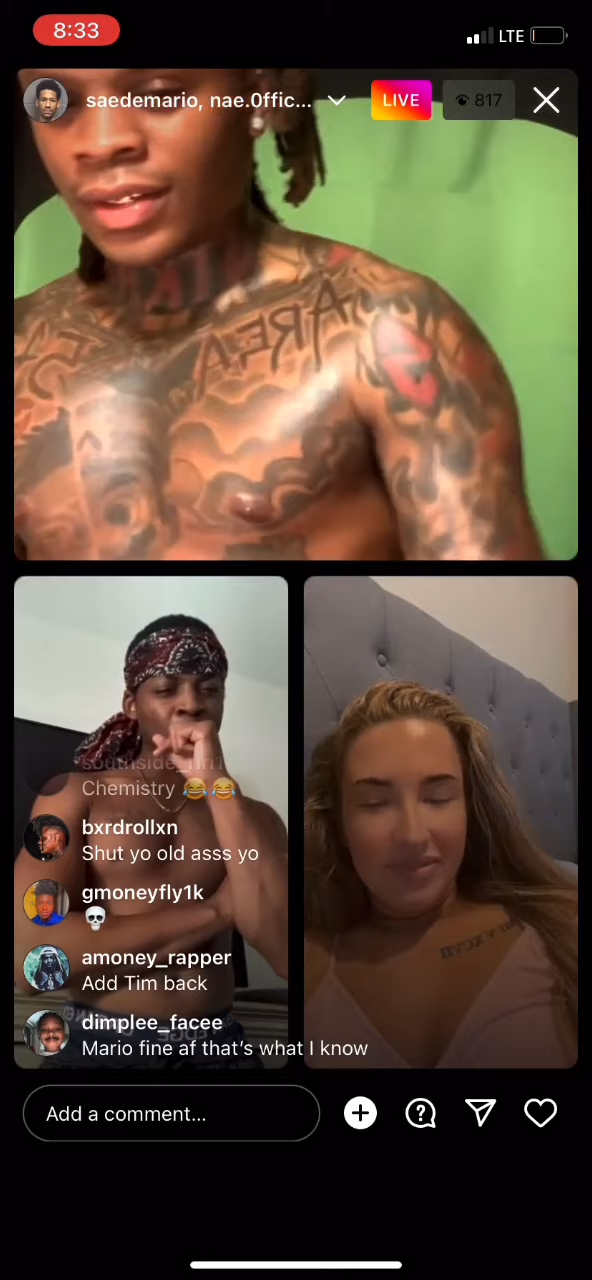 8:33
LTE
saedemario, nae.0ffic...
LIVE
817
AREA
Chemistry 😂😂
bxrdrollxn
Shut yo old asss yo
gmoneyfly1k
💀
amoney_rapper
Add Tim back
dimplee_facee
Mario fine af that's what I know
Add a comment...